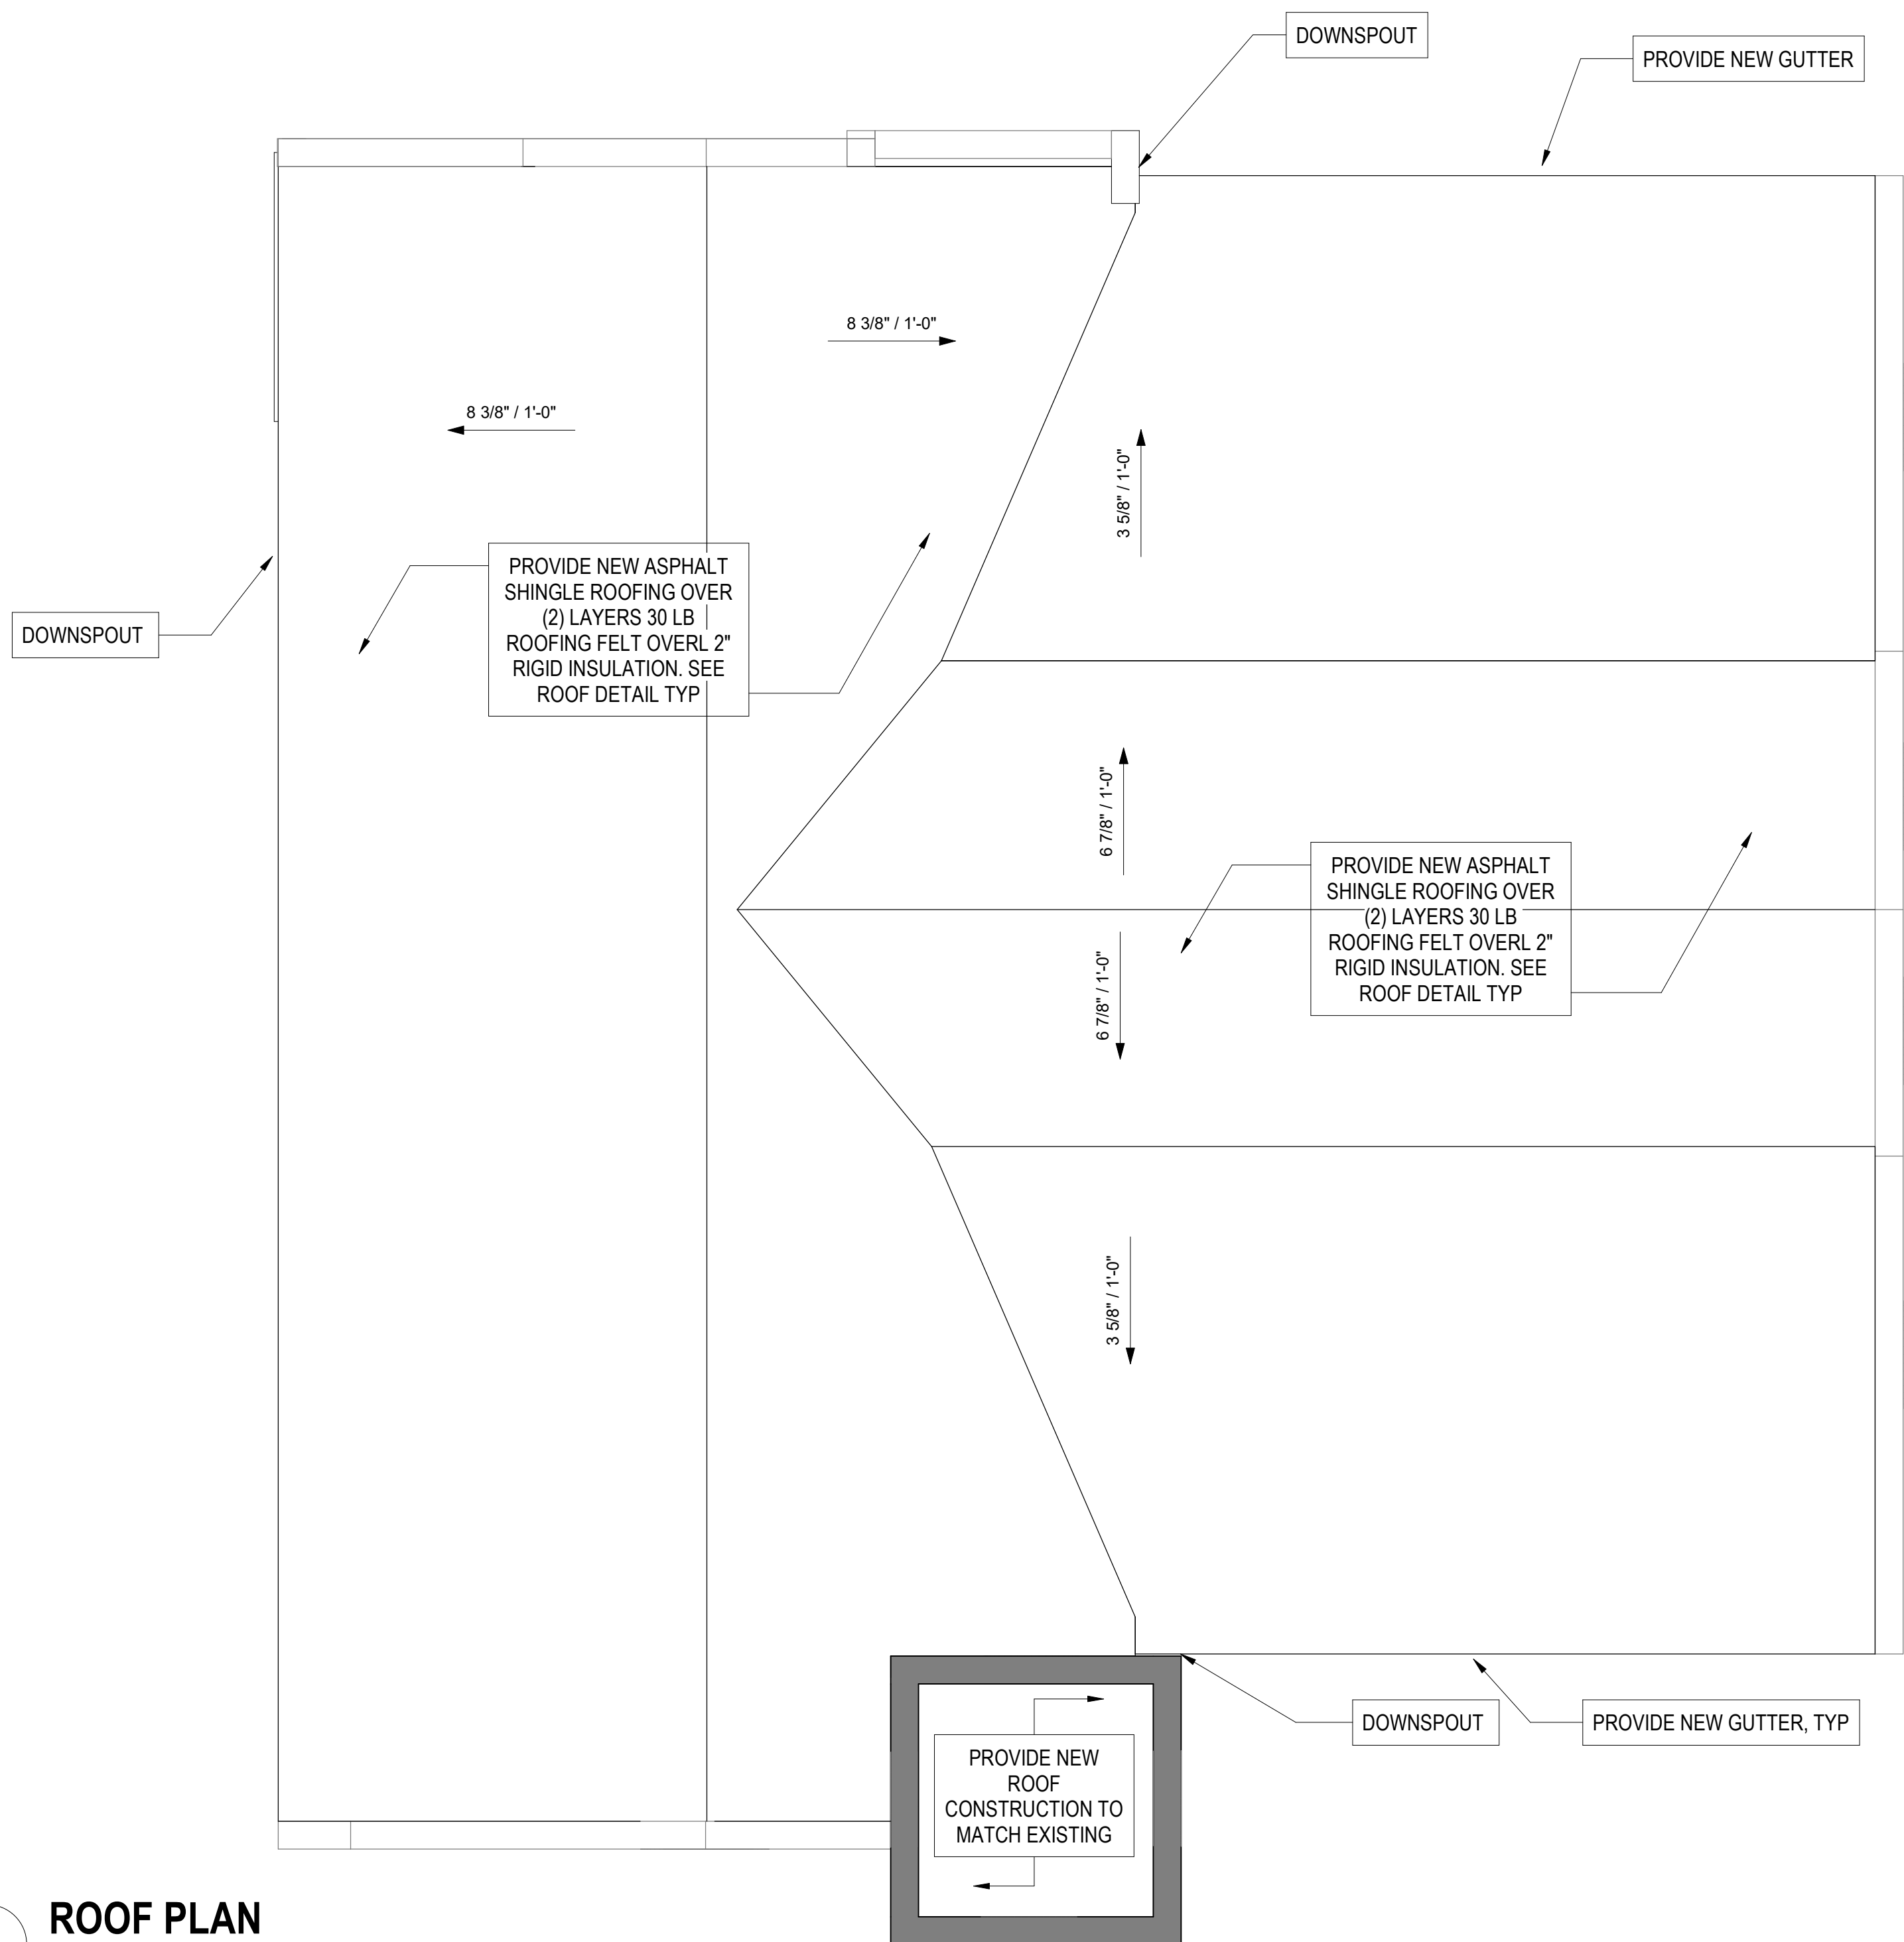 DOWNSPOUT
PROVIDE NEW GUTTER
8 3/8" / 1'-0"
8 3/8" / 1'-0"
3 5/8" / 1'-0"
PROVIDE NEW ASPHALT
SHINGLE ROOFING OVER
(2) LAYERS 30 LB
ROOFING FELT OVERL 2"
RIGID INSULATION. SEE
ROOF DETAIL TYP
DOWNSPOUT
6 7/8" / 1'-0"
PROVIDE NEW ASPHALT
SHINGLE ROOFING OVER
(2) LAYERS 30 LB
ROOFING FELT OVERL 2"
RIGID INSULATION. SEE
ROOF DETAIL TYP
6 7/8" / 1'-0"
3 5/8" / 1'-0"
DOWNSPOUT
PROVIDE NEW GUTTER, TYP
PROVIDE NEW
ROOF
CONSTRUCTION TO
MATCH EXISTING
ROOF PLAN